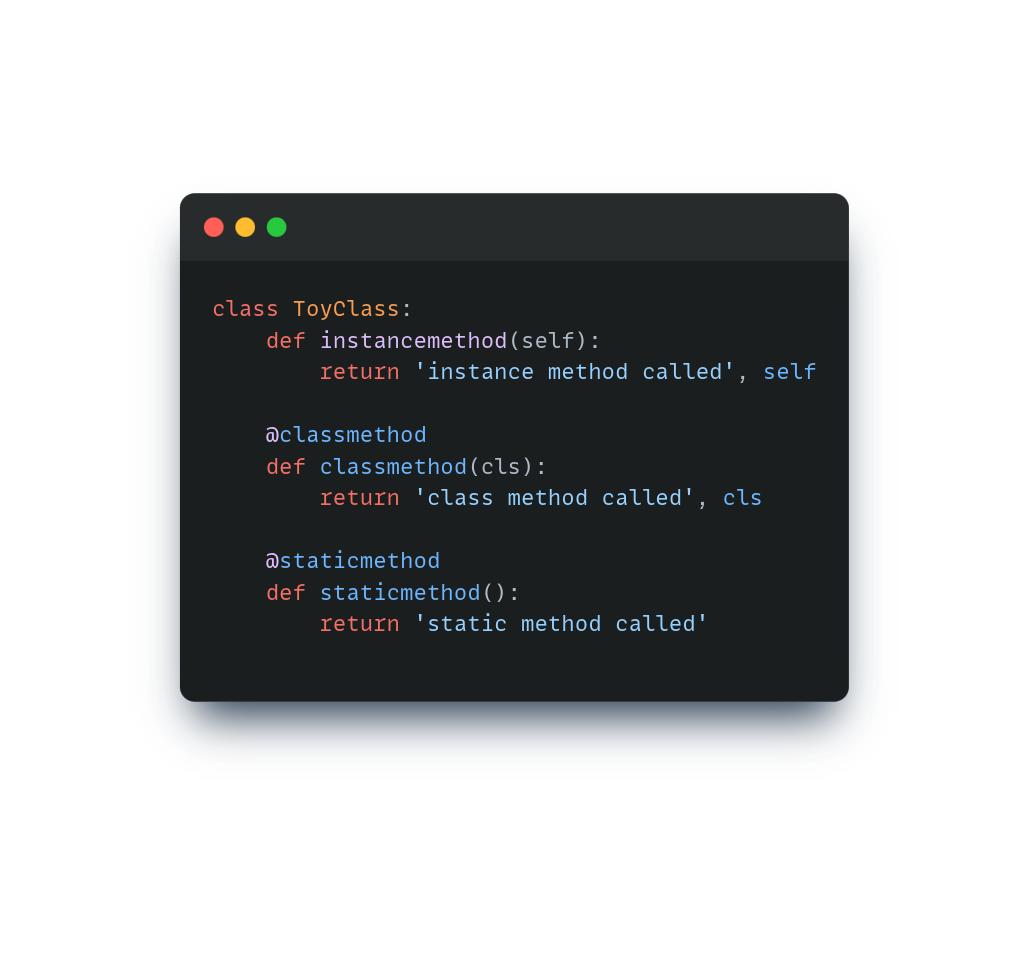 class ToyClass:
    def instancemethod(self):
        return 'instance method called', self
    @classmethod
    def classmethod(cls):
        return 'class method called', cls
    @staticmethod
    def staticmethod():
        return 'static method called'